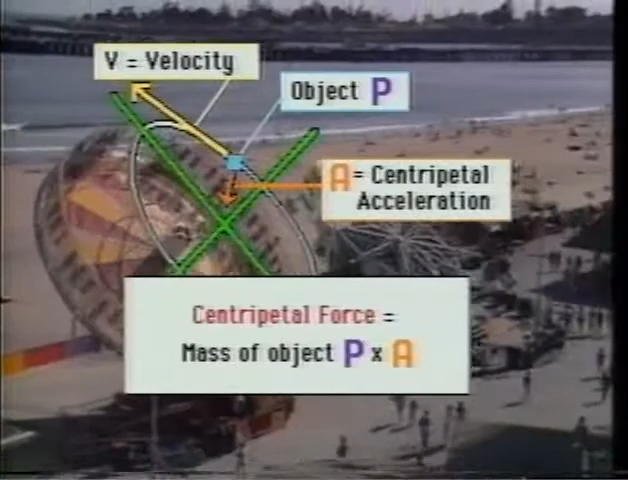 V = Velocity
Object P
A = Centripetal
Acceleration
Centripetal Force =
Mass of object P x A